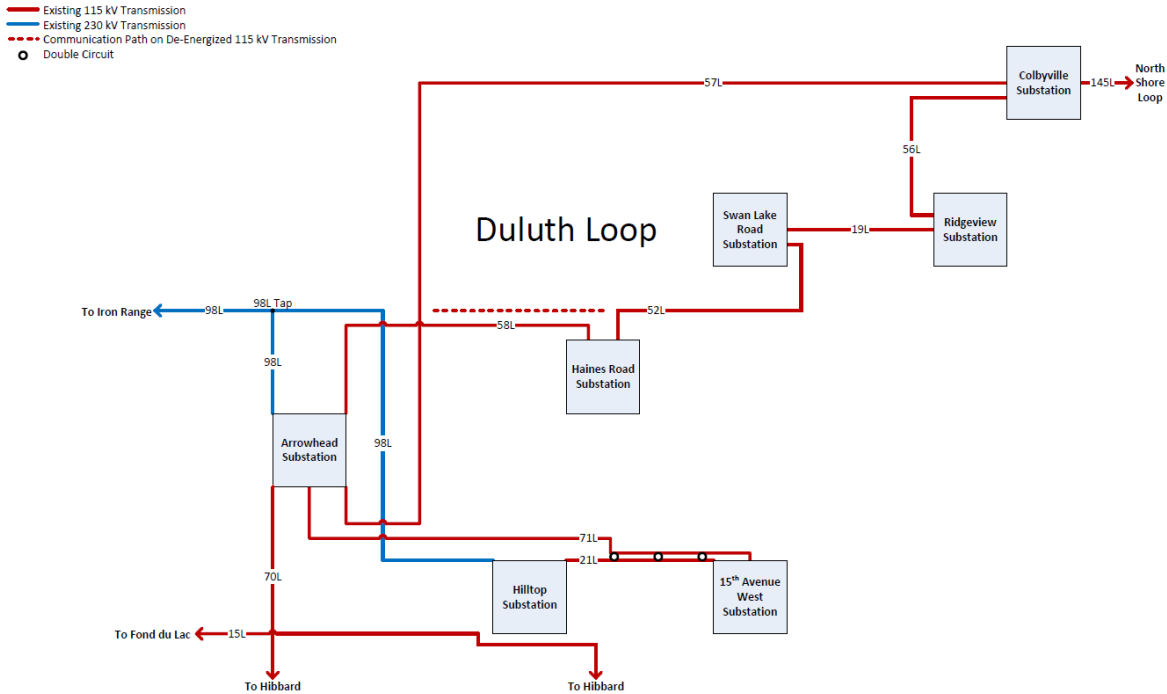 Existing 115 kV Transmission
Existing 230 kV Transmission
Communication Path on De-Energized 115 kV Transmission
Double Circuit
57L
Colbyville
Substation
145L
North
Shore
Loop
56L
Duluth Loop
Swan Lake
Road
Substation
19L
Ridgeview
Substation
To Iron Range
98L
98L Tap
52L
58L
98L
Haines Road
Substation
Arrowhead
Substation
98L
71L
21L
70L
Hilltop
Substation
15th Avenue
West
Substation
To Fond du Lac
15L
To Hibbard
To Hibbard